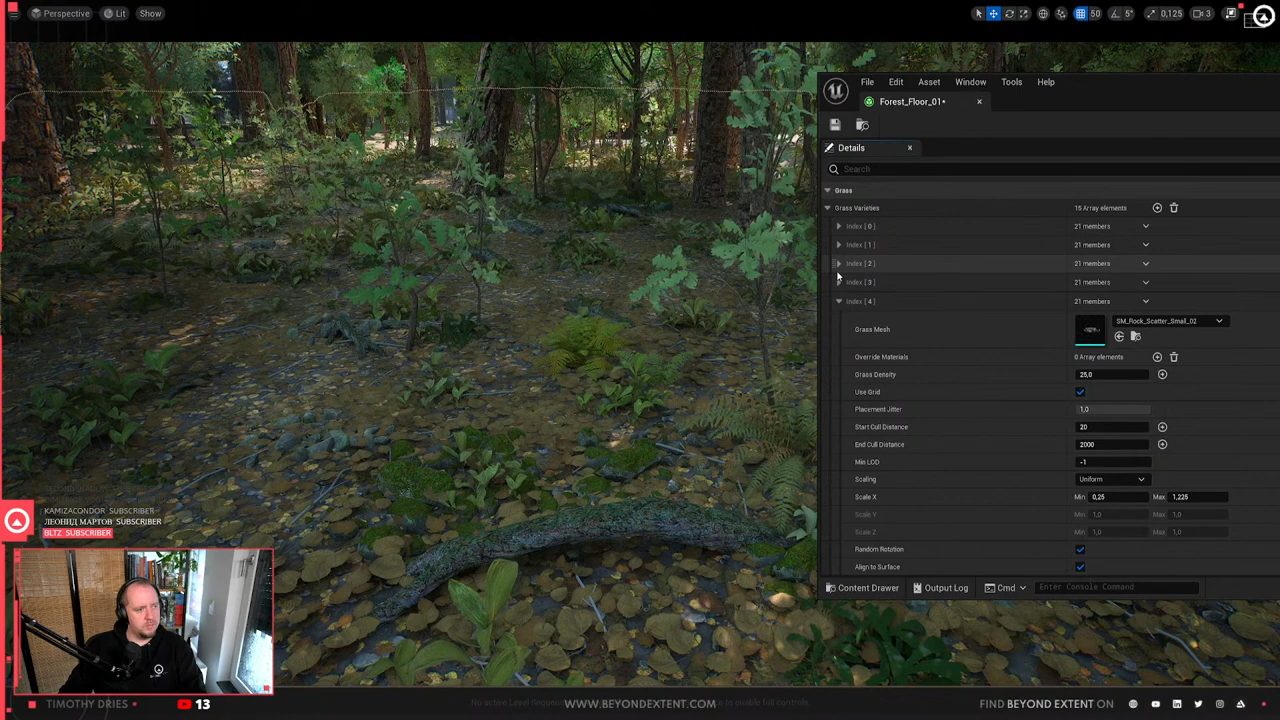 Perspective Lit Show
50 5° 0,125 3
File Edit Asset Window Tools Help
Forest_Floor_01*
Details
Search
Grass
Grass Varieties 15 Array elements
Index [ 0 ] 21 members
Index [ 1 ] 21 members
Index [ 2 ] 21 members
Index [ 3 ] 21 members
Index [ 4 ] 21 members
Grass Mesh SM_Rock_Scatter_Small_02
Override Materials 0 Array elements
Grass Density 25,0
Use Grid
Placement Jitter 1,0
Start Cull Distance 20
End Cull Distance 2000
Min LOD -1
Scaling Uniform
Scale X Min 0,25 Max 1,225
Scale Y Min 1,0 Max 1,0
Scale Z Min 1,0 Max 1,0
Random Rotation
Align to Surface
Content Drawer Output Log Cmd Enter Console Command
KAMIZACONDOR SUBSCRIBER
ЛЕОНИД МАРТОВ SUBSCRIBER
BLTZ SUBSCRIBER
TIMOTHY DRIES 13 WWW.BEYONDEXTENT.COM FIND BEYOND EXTENT ON